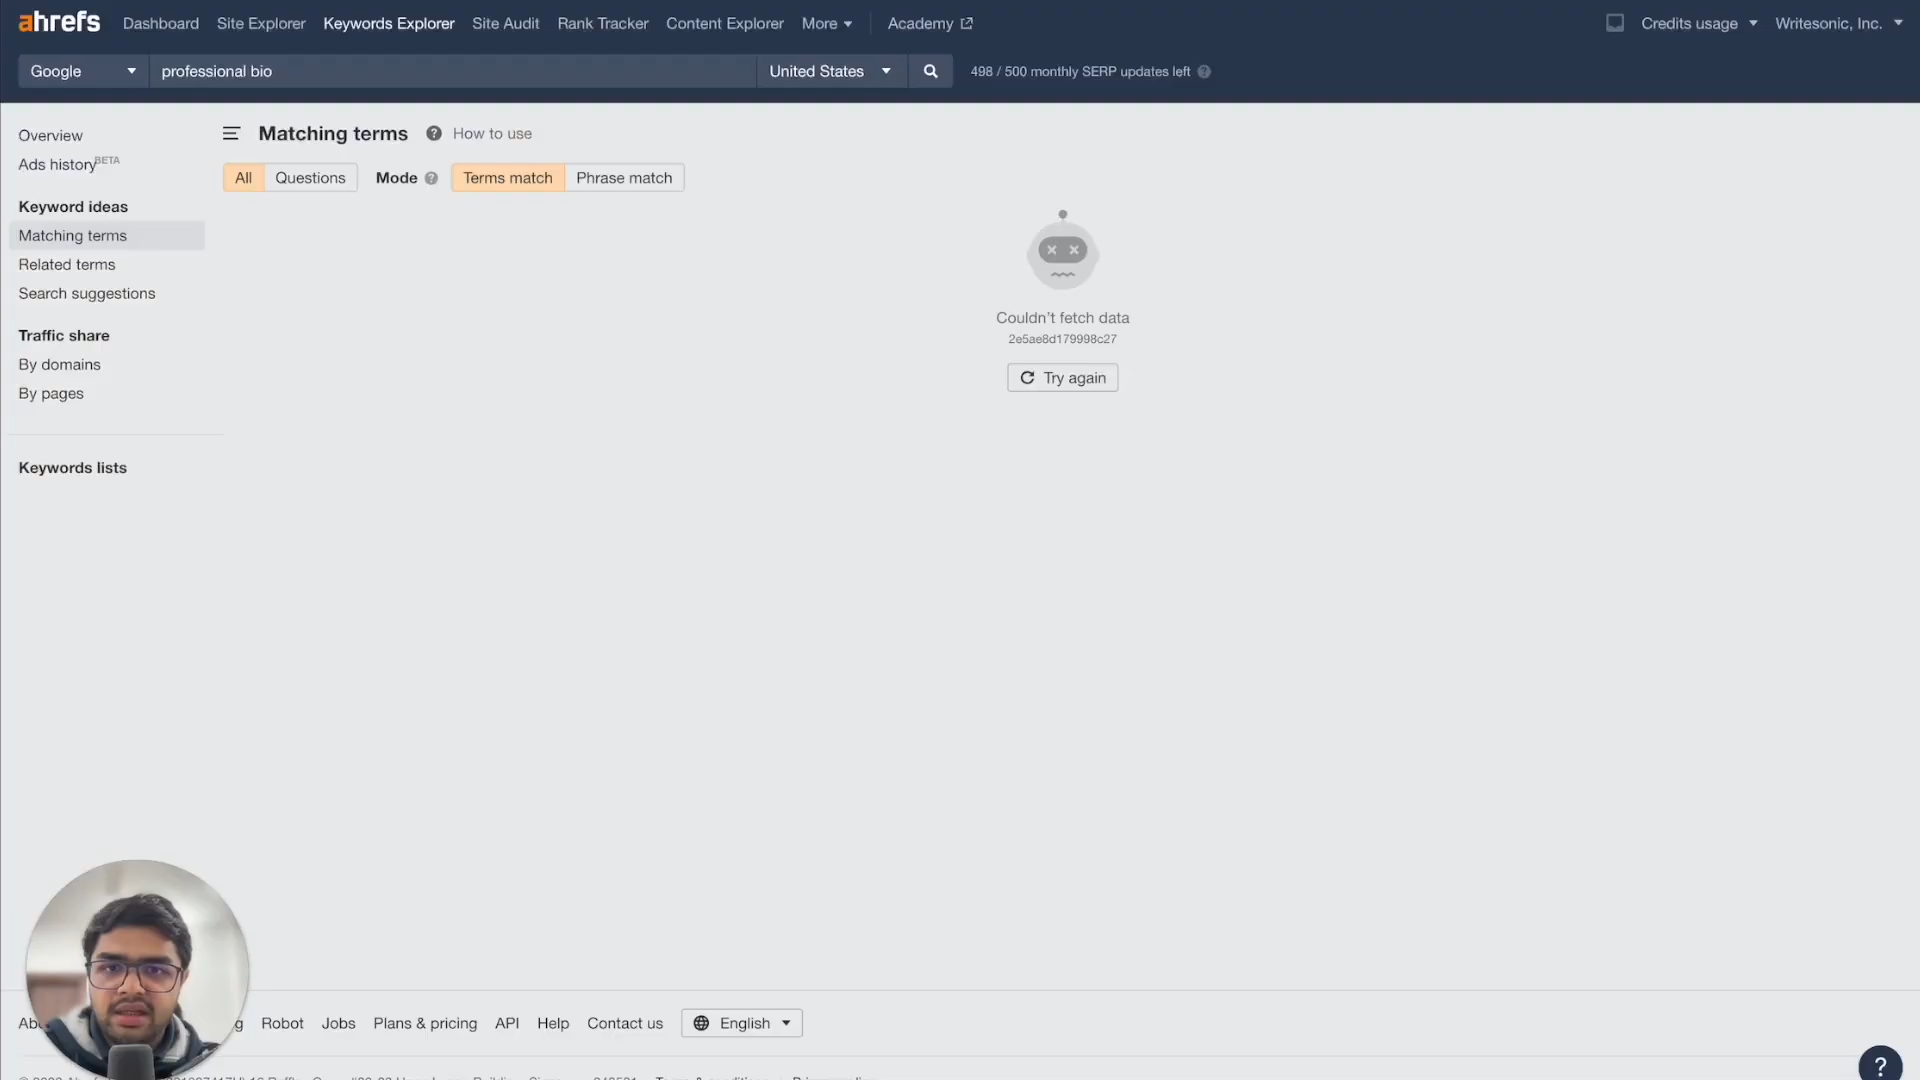 ahrefs Dashboard Site Explorer Keywords Explorer Site Audit Rank Tracker Content Explorer More Academy Credits usage Writesonic, Inc.
Google professional bio United States 498 / 500 monthly SERP updates left ?
Overview
Ads history BETA
Keyword ideas
Matching terms
Related terms
Search suggestions
Traffic share
By domains
By pages
Keywords lists
Matching terms ? How to use
All Questions Mode ? Terms match Phrase match
Couldn't fetch data
2e5ae8d179998c27
Try again
Robot Jobs Plans & pricing API Help Contact us English
?